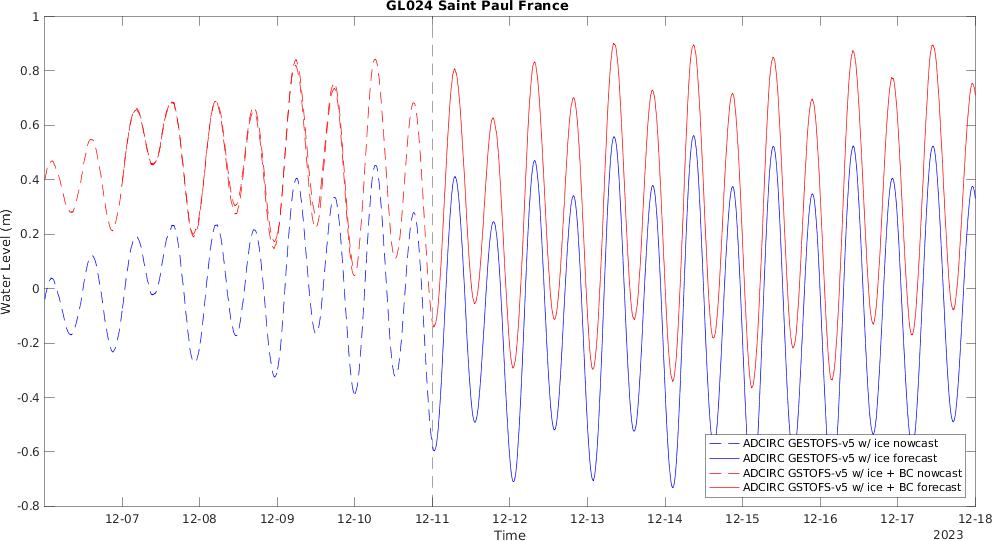 GL024 Saint Paul France
1
0.8
0.6
0.4
0.2
0
-0.2
-0.4
-0.6
-0.8
Water Level (m)
12-07 12-08 12-09 12-10 12-11 12-12 12-13 12-14 12-15 12-16 12-17 12-18
Time
2023
ADCIRC GESTOFS-v5 w/ ice nowcast
ADCIRC GESTOFS-v5 w/ ice forecast
ADCIRC GSTOFS-v5 w/ ice + BC nowcast
ADCIRC GSTOFS-v5 w/ ice + BC forecast